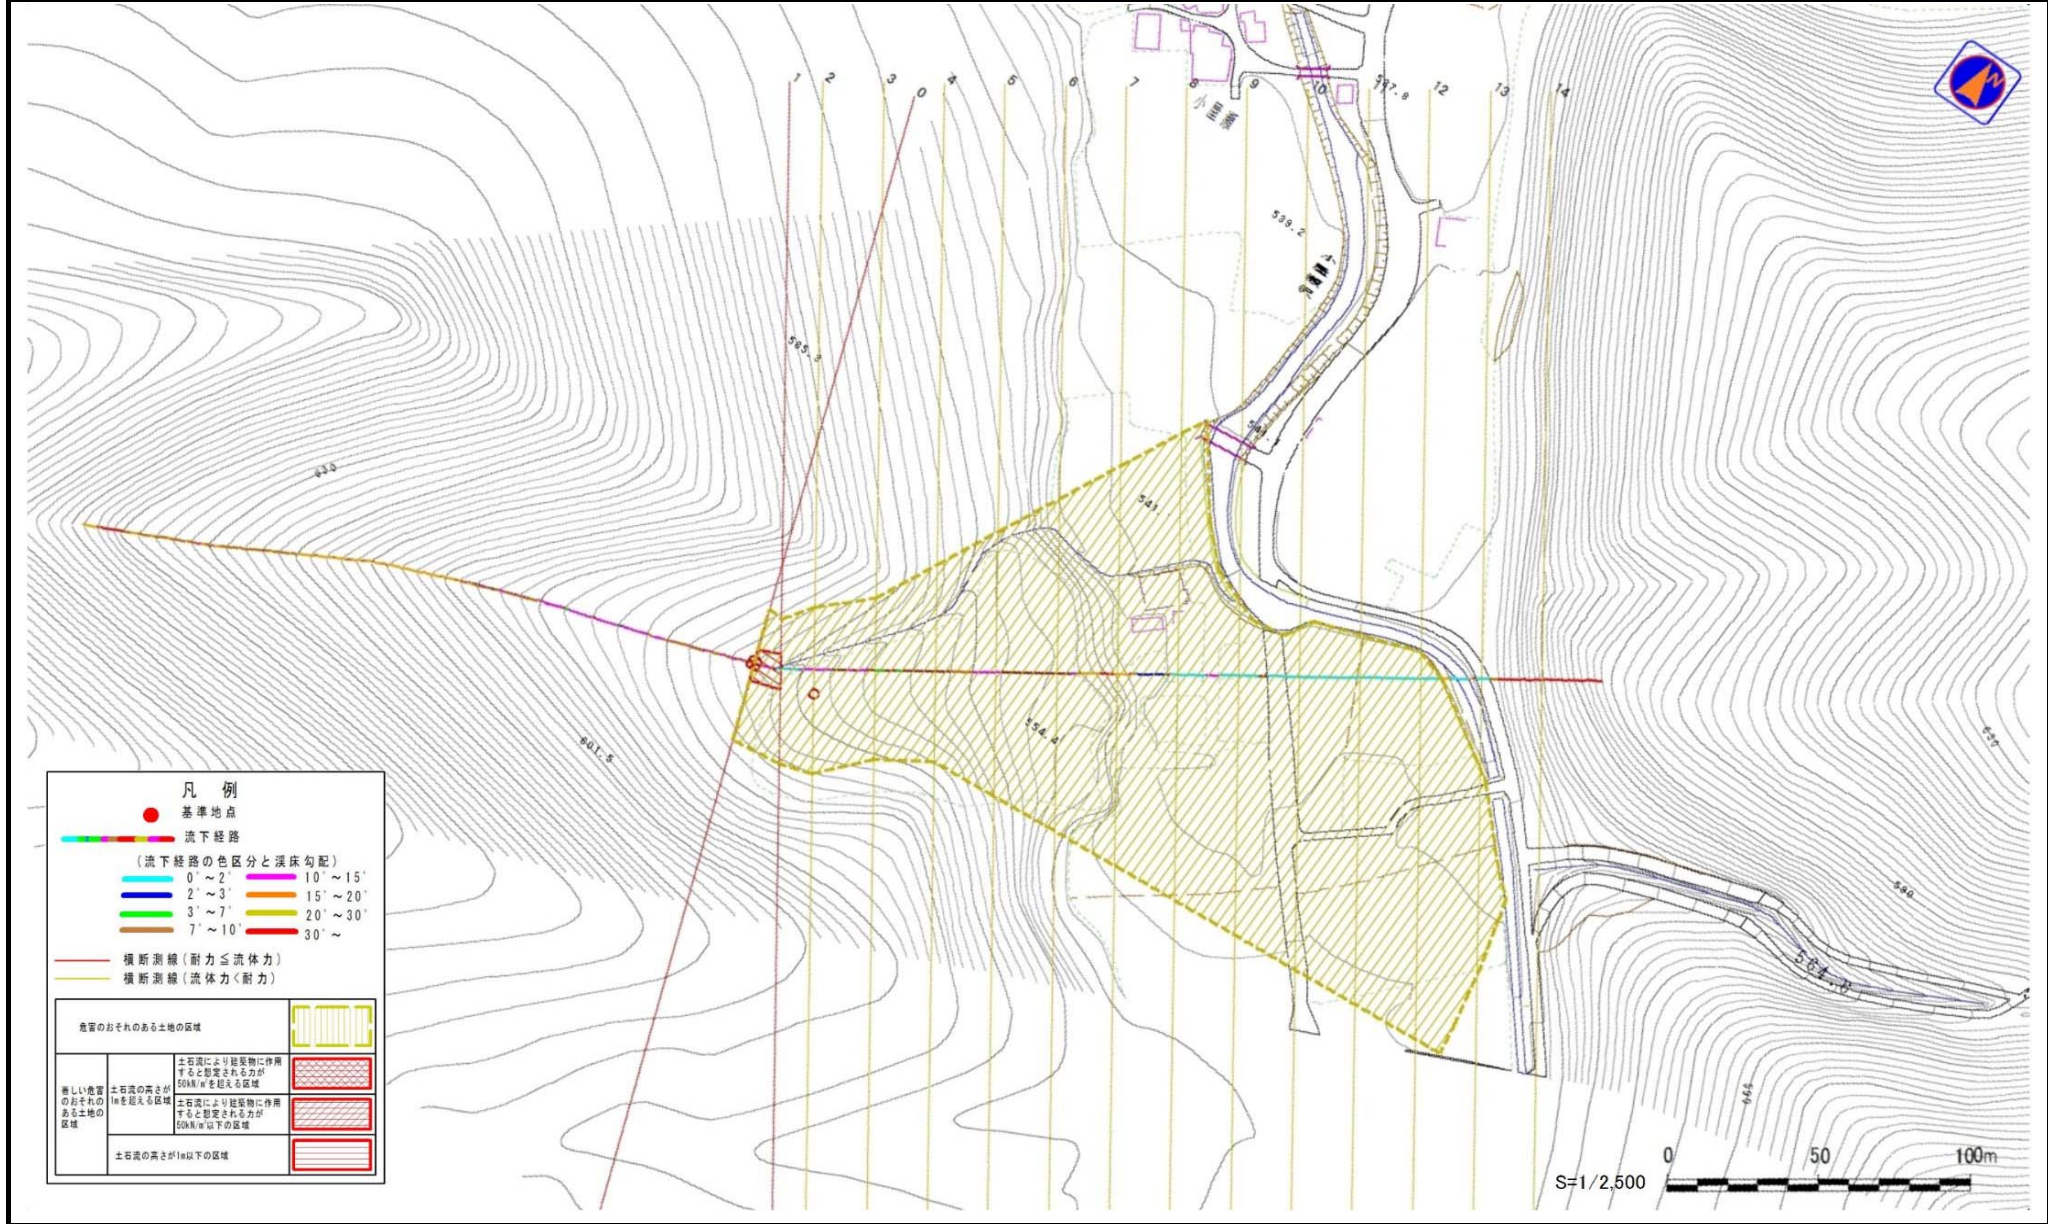 1 2 3 0 4 5 6 7 8 9 10 12 13 14
N
539.2
585.3
630
541.
554.4
601.5
630
590
564.
凡 例
基準地点
流下経路
(流下経路の色区分と渓床勾配)
0°～2° 10°～15°
2°～3° 15°～20°
3°～7° 20°～30°
7°～10° 30°～
横断測線(耐力≦流体力)
横断測線(流体力<耐力)
危害のおそれのある土地の区域
著しい危害
のおそれの
ある土地の
区域
土石流の高さが
1mを超える区域
土石流により建築物に作用
すると想定される力が
50kN/㎡を超える区域
土石流により建築物に作用
すると想定される力が
50kN/㎡以下の区域
土石流の高さが1m以下の区域
0 50 100m
S=1/2,500